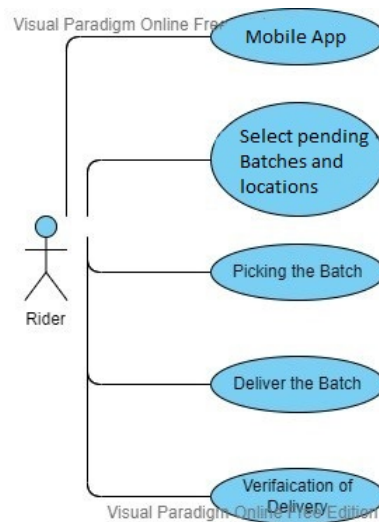 Visual Paradigm Online Free
Mobile App
Select pending
Batches and
locations
Picking the Batch
Rider
Deliver the Batch
Verifaication of
Delivery
Visual Paradigm Online Free Edition